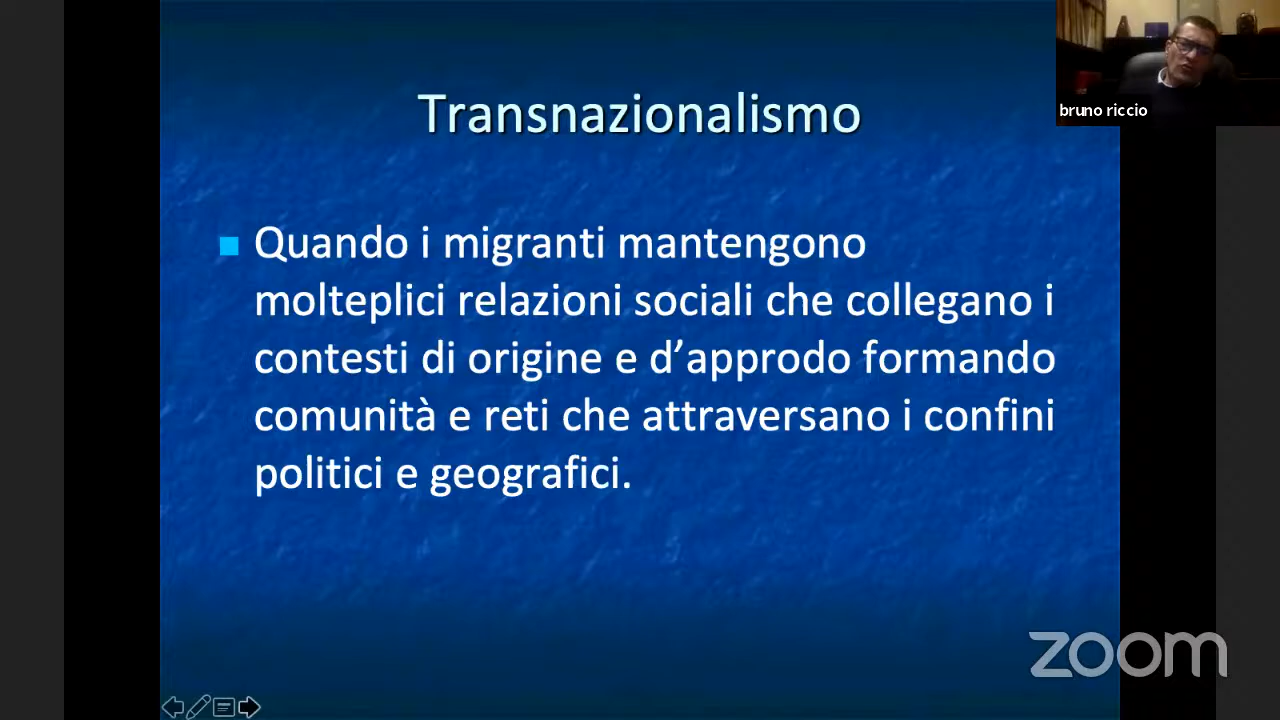 Transnazionalismo
bruno riccio
Quando i migranti mantengono
molteplici relazioni sociali che collegano i
contesti di origine e d’approdo formando
comunità e reti che attraversano i confini
politici e geografici.
zoom